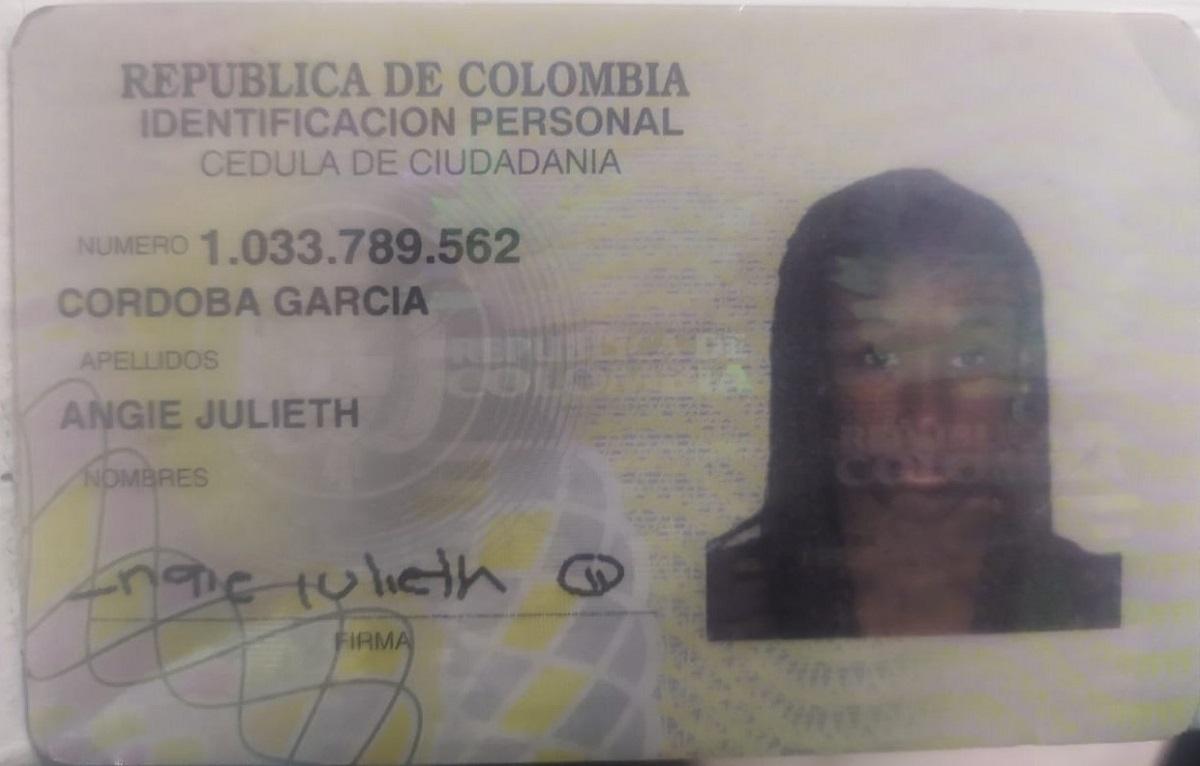 REPUBLICA DE COLOMBIA
IDENTIFICACION PERSONAL
CEDULA DE CIUDADANIA
NUMERO 1.033.789.562
CORDOBA GARCIA
APELLIDOS
REPUBLICA DE
COLOMBIA
ANGIE JULIETH
REPUBLICA
COLOMBIA
NOMBRES
Angie Julieth
FIRMA